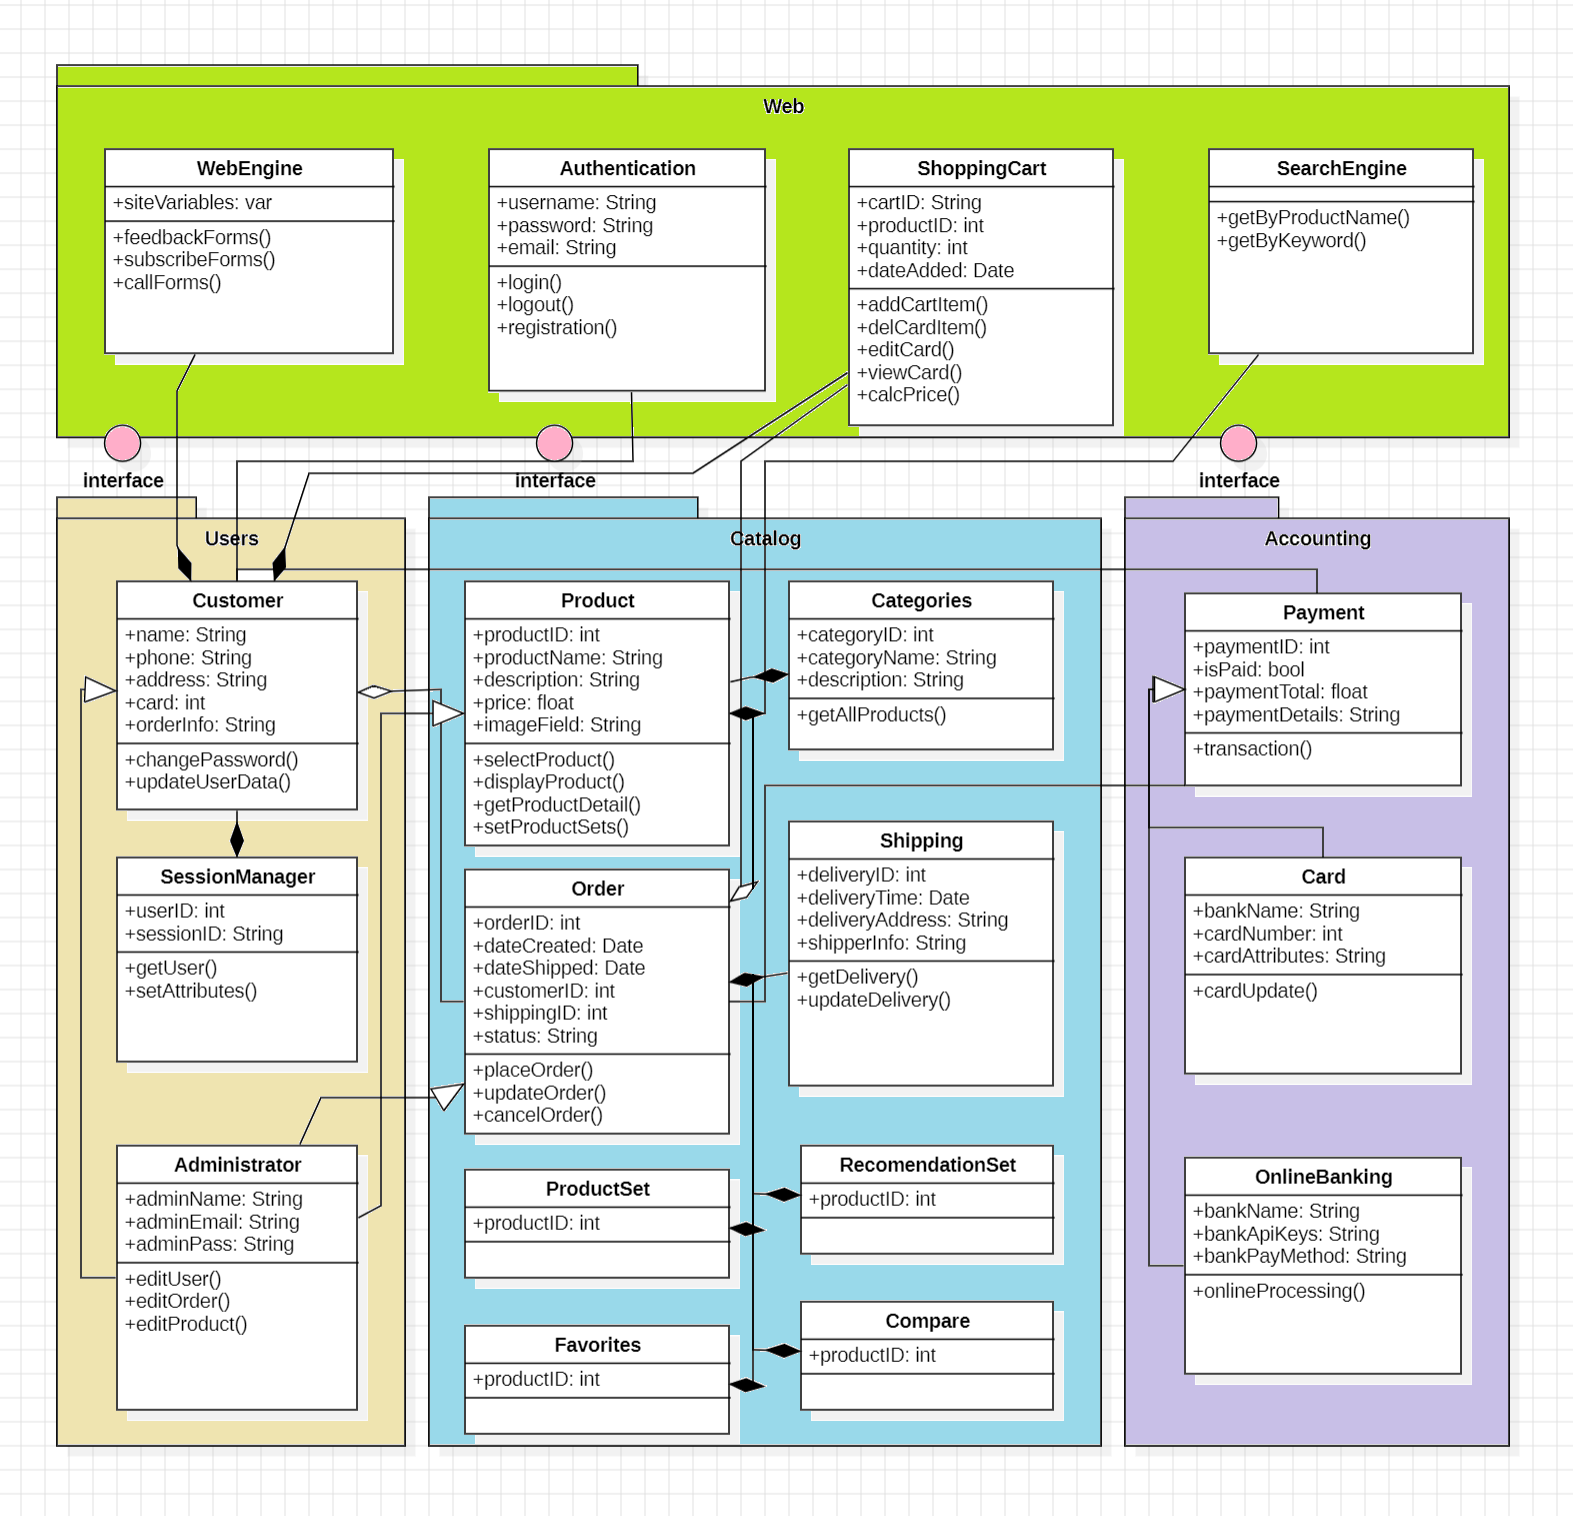 Web
WebEngine
+siteVariables: var
+feedbackForms()
+subscribeForms()
+callForms()
Authentication
+username: String
+password: String
+email: String
+login()
+logout()
+registration()
ShoppingCart
+cartID: String
+productID: int
+quantity: int
+dateAdded: Date
+addCartItem()
+delCardItem()
+editCard()
+viewCard()
+calcPrice()
SearchEngine
+getByProductName()
+getByKeyword()
interface
interface
interface
Users
Customer
+name: String
+phone: String
+address: String
+card: int
+orderInfo: String
+changePassword()
+updateUserData()
SessionManager
+userID: int
+sessionID: String
+getUser()
+setAttributes()
Administrator
+adminName: String
+adminEmail: String
+adminPass: String
+editUser()
+editOrder()
+editProduct()
Catalog
Product
+productID: int
+productName: String
+description: String
+price: float
+imageField: String
+selectProduct()
+displayProduct()
+getProductDetail()
+setProductSets()
Categories
+categoryID: int
+categoryName: String
+description: String
+getAllProducts()
Order
+orderID: int
+dateCreated: Date
+dateShipped: Date
+customerID: int
+shippingID: int
+status: String
+placeOrder()
+updateOrder()
+cancelOrder()
Shipping
+deliveryID: int
+deliveryTime: Date
+deliveryAddress: String
+shipperInfo: String
+getDelivery()
+updateDelivery()
ProductSet
+productID: int
RecomendationSet
+productID: int
Favorites
+productID: int
Compare
+productID: int
Accounting
Payment
+paymentID: int
+isPaid: bool
+paymentTotal: float
+paymentDetails: String
+transaction()
Card
+bankName: String
+cardNumber: int
+cardAttributes: String
+cardUpdate()
OnlineBanking
+bankName: String
+bankApiKeys: String
+bankPayMethod: String
+onlineProcessing()